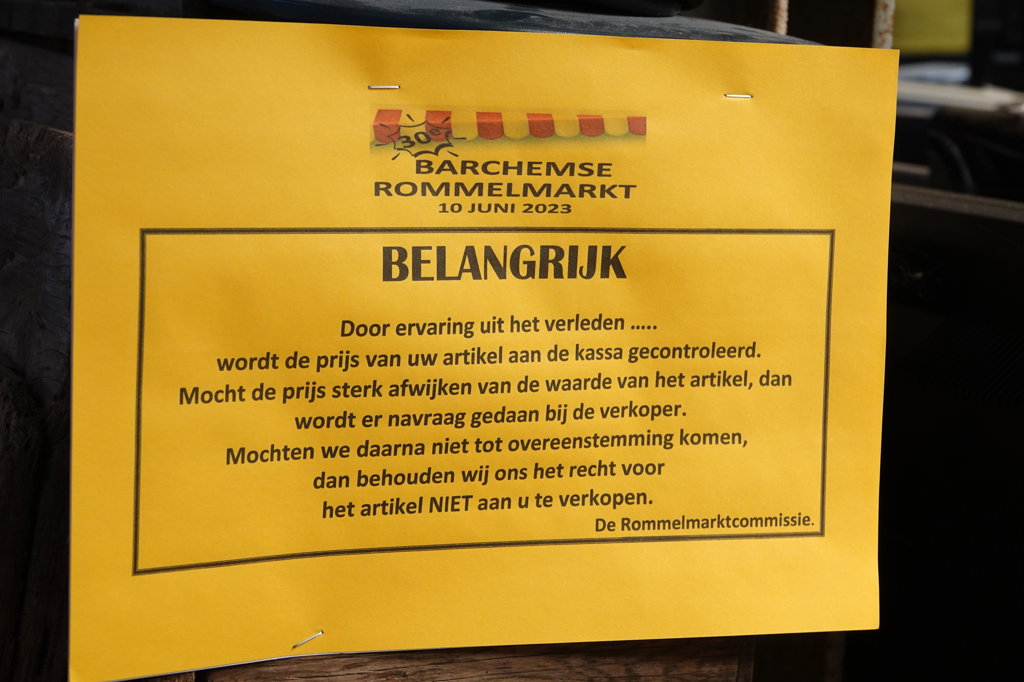 30e
BARCHEMSE
ROMMELMARKT
10 JUNI 2023
BELANGRIJK
Door ervaring uit het verleden .....
wordt de prijs van uw artikel aan de kassa gecontroleerd.
Mocht de prijs sterk afwijken van de waarde van het artikel, dan
wordt er navraag gedaan bij de verkoper.
Mochten we daarna niet tot overeenstemming komen,
dan behouden wij ons het recht voor
het artikel NIET aan u te verkopen.
De Rommelmarktcommissie.